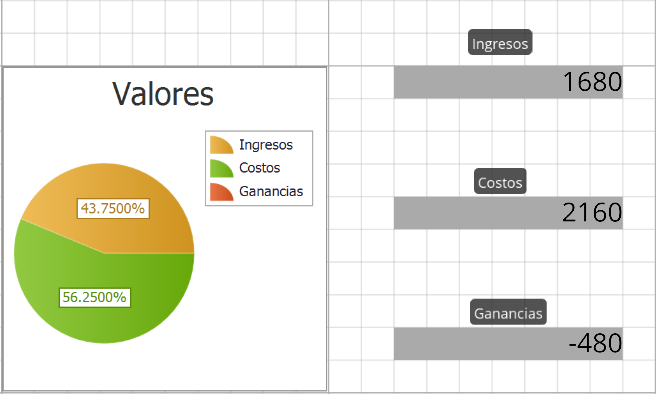 Valores
Ingresos
Costos
Ganancias
43.7500%
56.2500%
Ingresos
1680
Costos
2160
Ganancias
-480